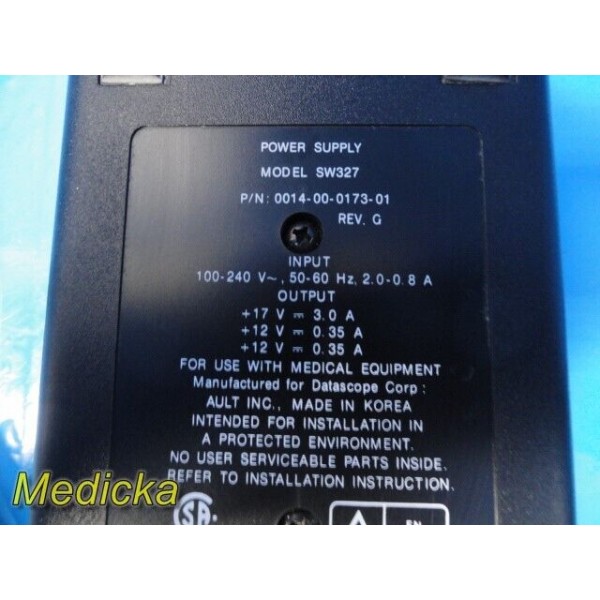 POWER SUPPLY
MODEL SW327
P/N: 0014-00-0173-01
REV. G
INPUT
100-240 V~, 50-60 Hz, 2.0-0.8 A
OUTPUT
+17 V ⎓ 3.0 A
+12 V ⎓ 0.35 A
+12 V ⎓ 0.35 A
FOR USE WITH MEDICAL EQUIPMENT
Manufactured for Datascope Corp:
AULT INC., MADE IN KOREA
INTENDED FOR INSTALLATION IN
A PROTECTED ENVIRONMENT.
NO USER SERVICEABLE PARTS INSIDE.
REFER TO INSTALLATION INSTRUCTION.
Medicka
SA
EN